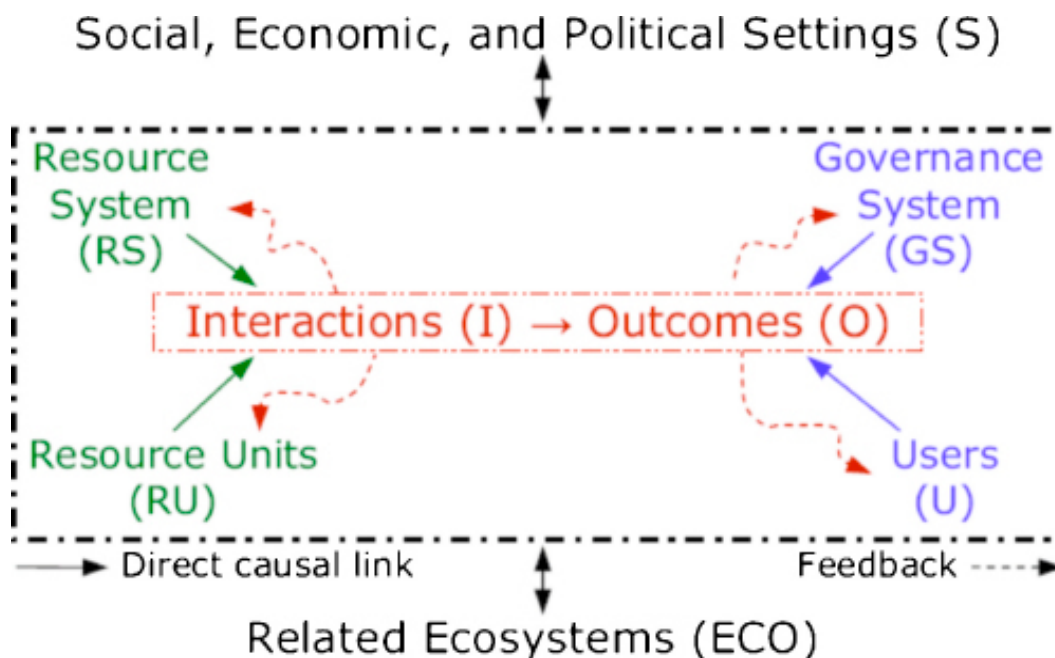 Social, Economic, and Political Settings (S)
Resource
System
(RS)
Governance
System
(GS)
Interactions (I) → Outcomes (O)
Resource Units
(RU)
Users
(U)
Direct causal link
Feedback
Related Ecosystems (ECO)